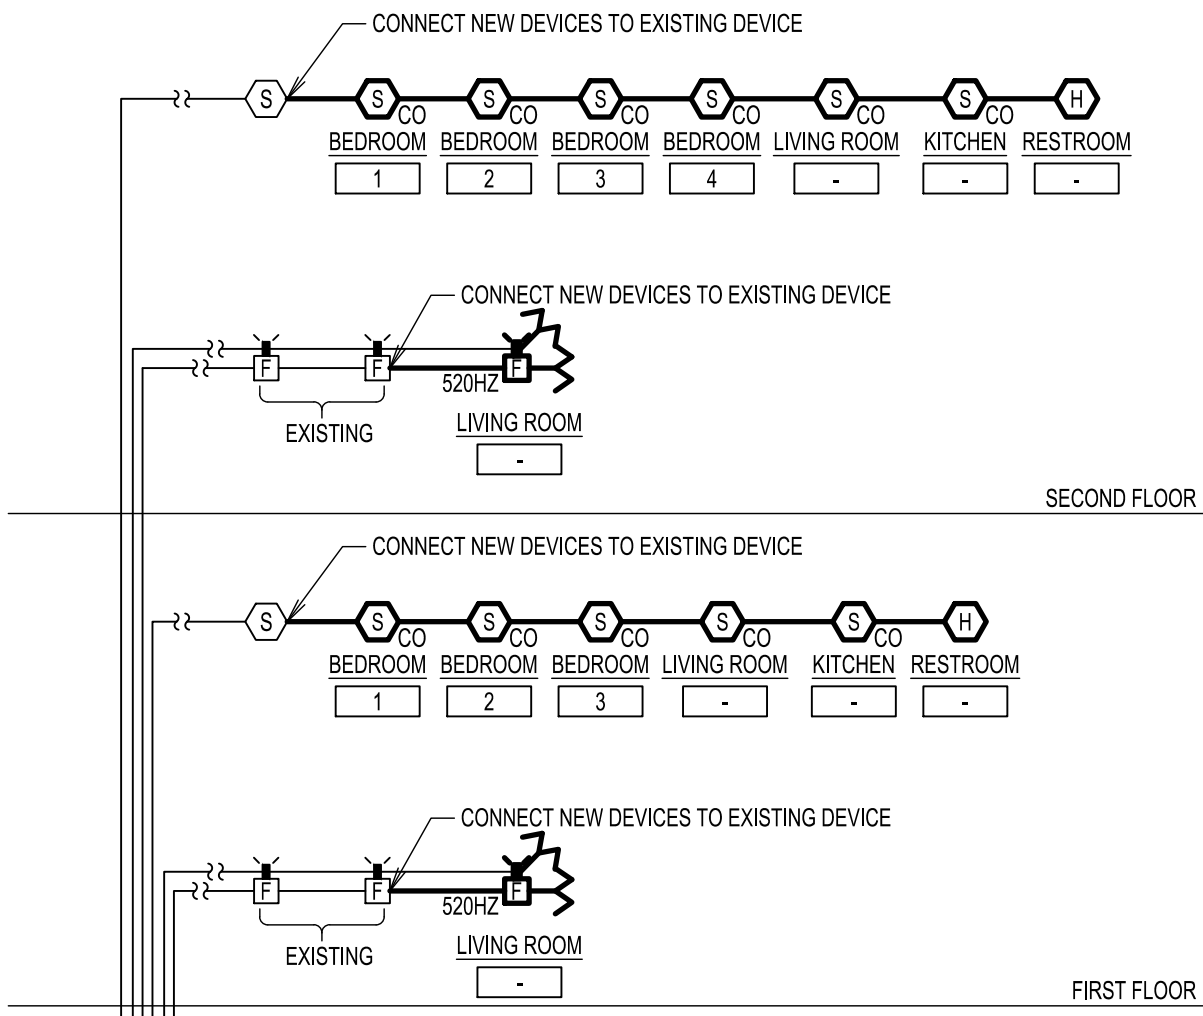 CONNECT NEW DEVICES TO EXISTING DEVICE
S S S S S S S H
CO CO CO CO CO CO
BEDROOM BEDROOM BEDROOM BEDROOM LIVING ROOM KITCHEN RESTROOM
1 2 3 4 - - -
CONNECT NEW DEVICES TO EXISTING DEVICE
F F F
520HZ
EXISTING
LIVING ROOM
-
SECOND FLOOR
CONNECT NEW DEVICES TO EXISTING DEVICE
S S S S S S H
CO CO CO CO CO
BEDROOM BEDROOM BEDROOM LIVING ROOM KITCHEN RESTROOM
1 2 3 - - -
CONNECT NEW DEVICES TO EXISTING DEVICE
F F F
520HZ
EXISTING
LIVING ROOM
-
FIRST FLOOR